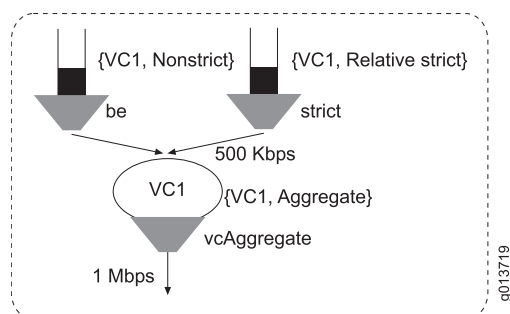 {VC1, Nonstrict}
{VC1, Relative strict}
be
strict
500 Kbps
VC1
{VC1, Aggregate}
vcAggregate
1 Mbps
g013719